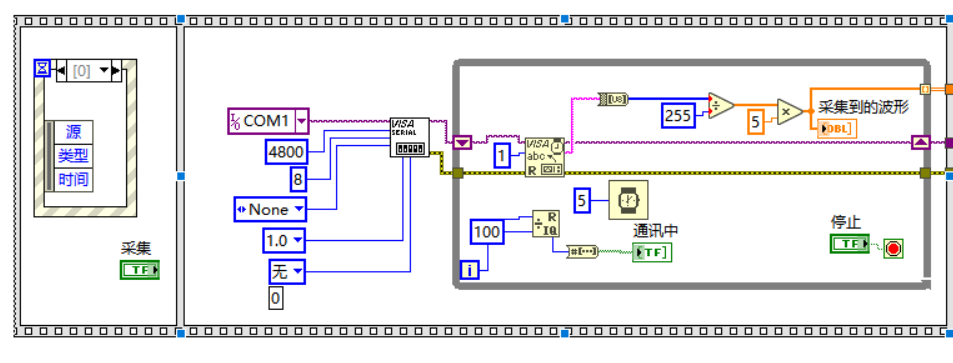 [0]
源
类型
时间
采集
TF
I/O COM1
4800
8
None
1.0
无
0
VISA
SERIAL
1
VISA
abc
R
[U8]
255
÷
5
×
采集到的波形
DBL]
5
100
i
÷ R
IQ
#[...]
通讯中
TF]
停止
TF